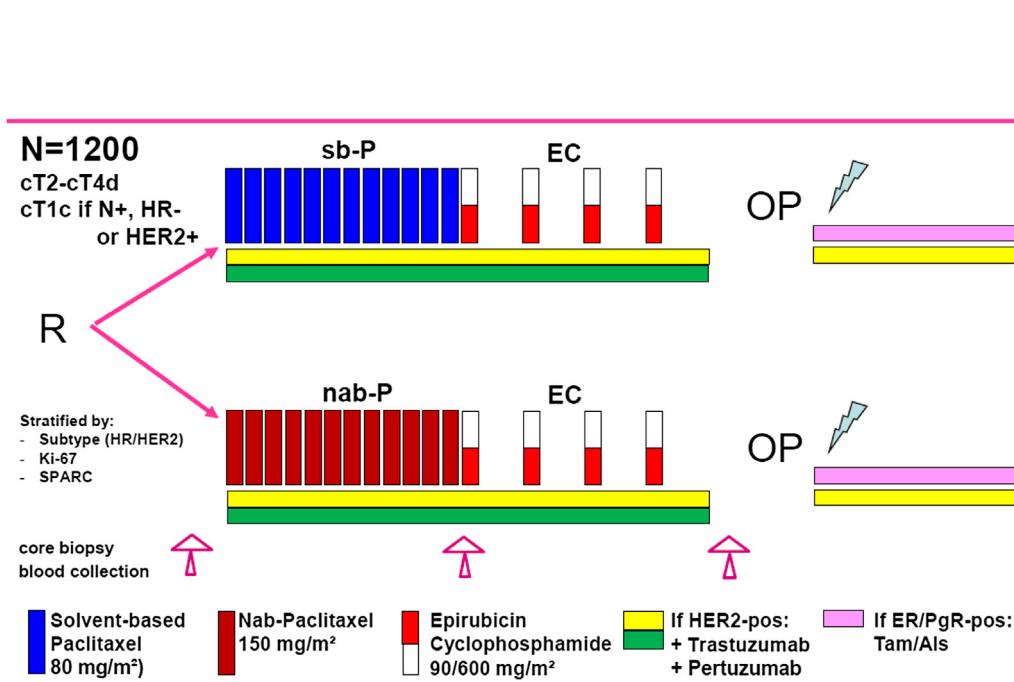 N=1200
cT2-cT4d
cT1c if N+, HR-
or HER2+
sb-P
EC
OP
R
nab-P
EC
OP
Stratified by:
- Subtype (HR/HER2)
- Ki-67
- SPARC
core biopsy
blood collection
Solvent-based
Paclitaxel
80 mg/m²)
Nab-Paclitaxel
150 mg/m²
Epirubicin
Cyclophosphamide
90/600 mg/m²
If HER2-pos:
+ Trastuzumab
+ Pertuzumab
If ER/PgR-pos:
Tam/AIs